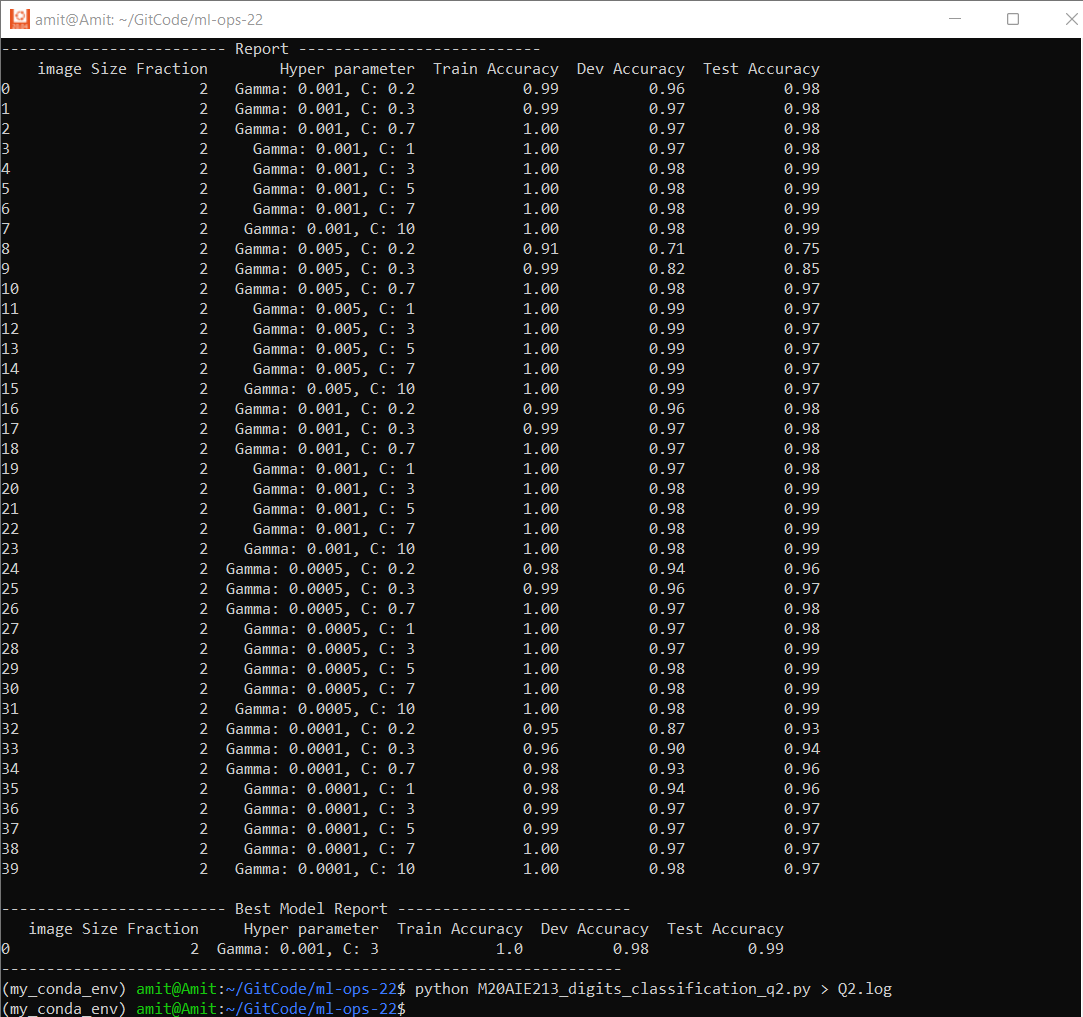 amit@Amit: ~/GitCode/ml-ops-22
------------------------- Report ---------------------------
    image Size Fraction        Hyper parameter  Train Accuracy  Dev Accuracy  Test Accuracy
0                     2   Gamma: 0.001, C: 0.2            0.99          0.96           0.98
1                     2   Gamma: 0.001, C: 0.3            0.99          0.97           0.98
2                     2   Gamma: 0.001, C: 0.7            1.00          0.97           0.98
3                     2     Gamma: 0.001, C: 1            1.00          0.97           0.98
4                     2     Gamma: 0.001, C: 3            1.00          0.98           0.99
5                     2     Gamma: 0.001, C: 5            1.00          0.98           0.99
6                     2     Gamma: 0.001, C: 7            1.00          0.98           0.99
7                     2    Gamma: 0.001, C: 10            1.00          0.98           0.99
8                     2   Gamma: 0.005, C: 0.2            0.91          0.71           0.75
9                     2   Gamma: 0.005, C: 0.3            0.99          0.82           0.85
10                    2   Gamma: 0.005, C: 0.7            1.00          0.98           0.97
11                    2     Gamma: 0.005, C: 1            1.00          0.99           0.97
12                    2     Gamma: 0.005, C: 3            1.00          0.99           0.97
13                    2     Gamma: 0.005, C: 5            1.00          0.99           0.97
14                    2     Gamma: 0.005, C: 7            1.00          0.99           0.97
15                    2    Gamma: 0.005, C: 10            1.00          0.99           0.97
16                    2   Gamma: 0.001, C: 0.2            0.99          0.96           0.98
17                    2   Gamma: 0.001, C: 0.3            0.99          0.97           0.98
18                    2   Gamma: 0.001, C: 0.7            1.00          0.97           0.98
19                    2     Gamma: 0.001, C: 1            1.00          0.97           0.98
20                    2     Gamma: 0.001, C: 3            1.00          0.98           0.99
21                    2     Gamma: 0.001, C: 5            1.00          0.98           0.99
22                    2     Gamma: 0.001, C: 7            1.00          0.98           0.99
23                    2    Gamma: 0.001, C: 10            1.00          0.98           0.99
24                    2  Gamma: 0.0005, C: 0.2            0.98          0.94           0.96
25                    2  Gamma: 0.0005, C: 0.3            0.99          0.96           0.97
26                    2  Gamma: 0.0005, C: 0.7            1.00          0.97           0.98
27                    2    Gamma: 0.0005, C: 1            1.00          0.97           0.98
28                    2    Gamma: 0.0005, C: 3            1.00          0.97           0.99
29                    2    Gamma: 0.0005, C: 5            1.00          0.98           0.99
30                    2    Gamma: 0.0005, C: 7            1.00          0.98           0.99
31                    2   Gamma: 0.0005, C: 10            1.00          0.98           0.99
32                    2  Gamma: 0.0001, C: 0.2            0.95          0.87           0.93
33                    2  Gamma: 0.0001, C: 0.3            0.96          0.90           0.94
34                    2  Gamma: 0.0001, C: 0.7            0.98          0.93           0.96
35                    2    Gamma: 0.0001, C: 1            0.98          0.94           0.96
36                    2    Gamma: 0.0001, C: 3            0.99          0.97           0.97
37                    2    Gamma: 0.0001, C: 5            0.99          0.97           0.97
38                    2    Gamma: 0.0001, C: 7            1.00          0.97           0.97
39                    2   Gamma: 0.0001, C: 10            1.00          0.98           0.97
------------------------- Best Model Report --------------------------
   image Size Fraction     Hyper parameter  Train Accuracy  Dev Accuracy  Test Accuracy
0                    2  Gamma: 0.001, C: 3             1.0          0.98           0.99
---------------------------------------------------------------------
(my_conda_env) amit@Amit:~/GitCode/ml-ops-22$ python M20AIE213_digits_classification_q2.py > Q2.log
(my_conda_env) amit@Amit:~/GitCode/ml-ops-22$